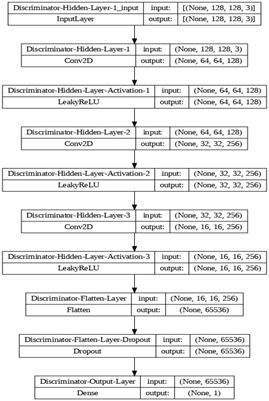 Discriminator-Hidden-Layer-1_input input: [(None, 128, 128, 3)]
InputLayer output: [(None, 128, 128, 3)]
Discriminator-Hidden-Layer-1 input: (None, 128, 128, 3)
Conv2D output: (None, 64, 64, 128)
Discriminator-Hidden-Layer-Activation-1 input: (None, 64, 64, 128)
LeakyReLU output: (None, 64, 64, 128)
Discriminator-Hidden-Layer-2 input: (None, 64, 64, 128)
Conv2D output: (None, 32, 32, 256)
Discriminator-Hidden-Layer-Activation-2 input: (None, 32, 32, 256)
LeakyReLU output: (None, 32, 32, 256)
Discriminator-Hidden-Layer-3 input: (None, 32, 32, 256)
Conv2D output: (None, 16, 16, 256)
Discriminator-Hidden-Layer-Activation-3 input: (None, 16, 16, 256)
LeakyReLU output: (None, 16, 16, 256)
Discriminator-Flatten-Layer input: (None, 16, 16, 256)
Flatten output: (None, 65536)
Discriminator-Flatten-Layer-Dropout input: (None, 65536)
Dropout output: (None, 65536)
Discriminator-Output-Layer input: (None, 65536)
Dense output: (None, 1)